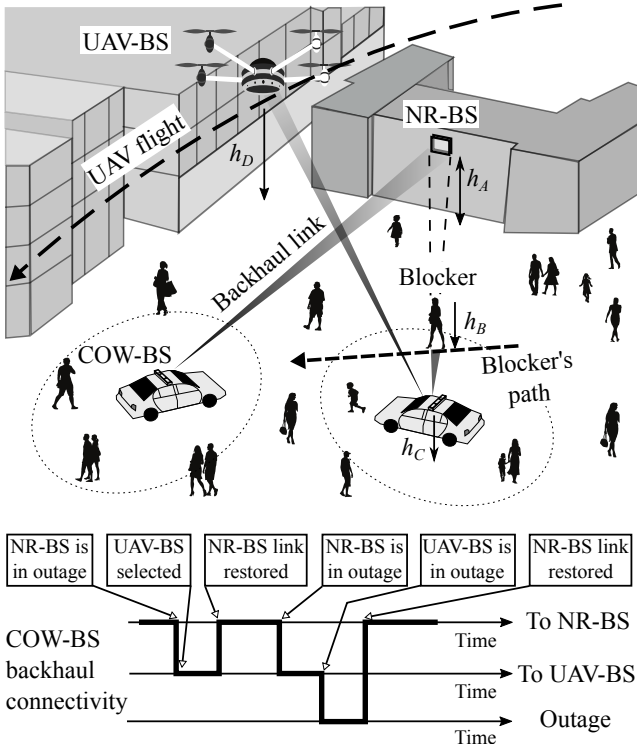 UAV-BS
NR-BS
UAV flight
h_D
h_A
Backhaul link
Blocker
h_B
COW-BS
Blocker's
path
h_C
NR-BS is
in outage
UAV-BS
selected
NR-BS link
restored
NR-BS is
in outage
UAV-BS is
in outage
NR-BS link
restored
COW-BS
backhaul
connectivity
To NR-BS
Time
To UAV-BS
Time
Outage
Time